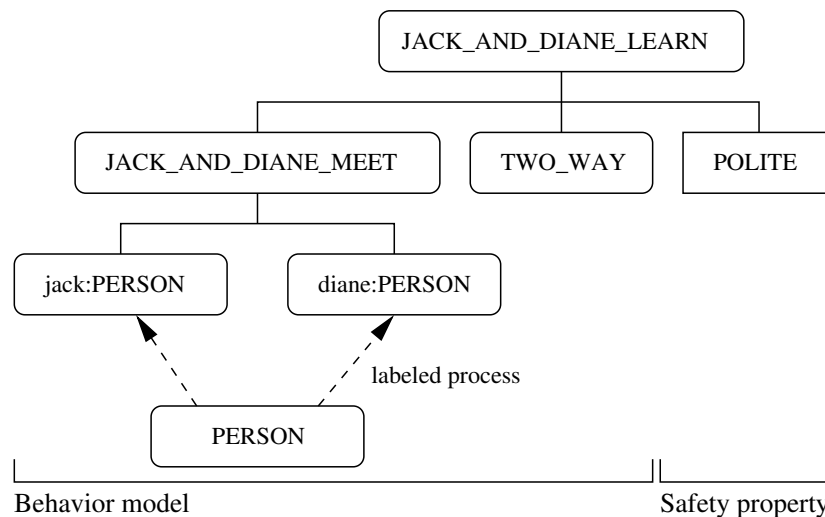 JACK_AND_DIANE_LEARN
JACK_AND_DIANE_MEET
TWO_WAY
POLITE
jack:PERSON
diane:PERSON
labeled process
PERSON
Behavior model
Safety property